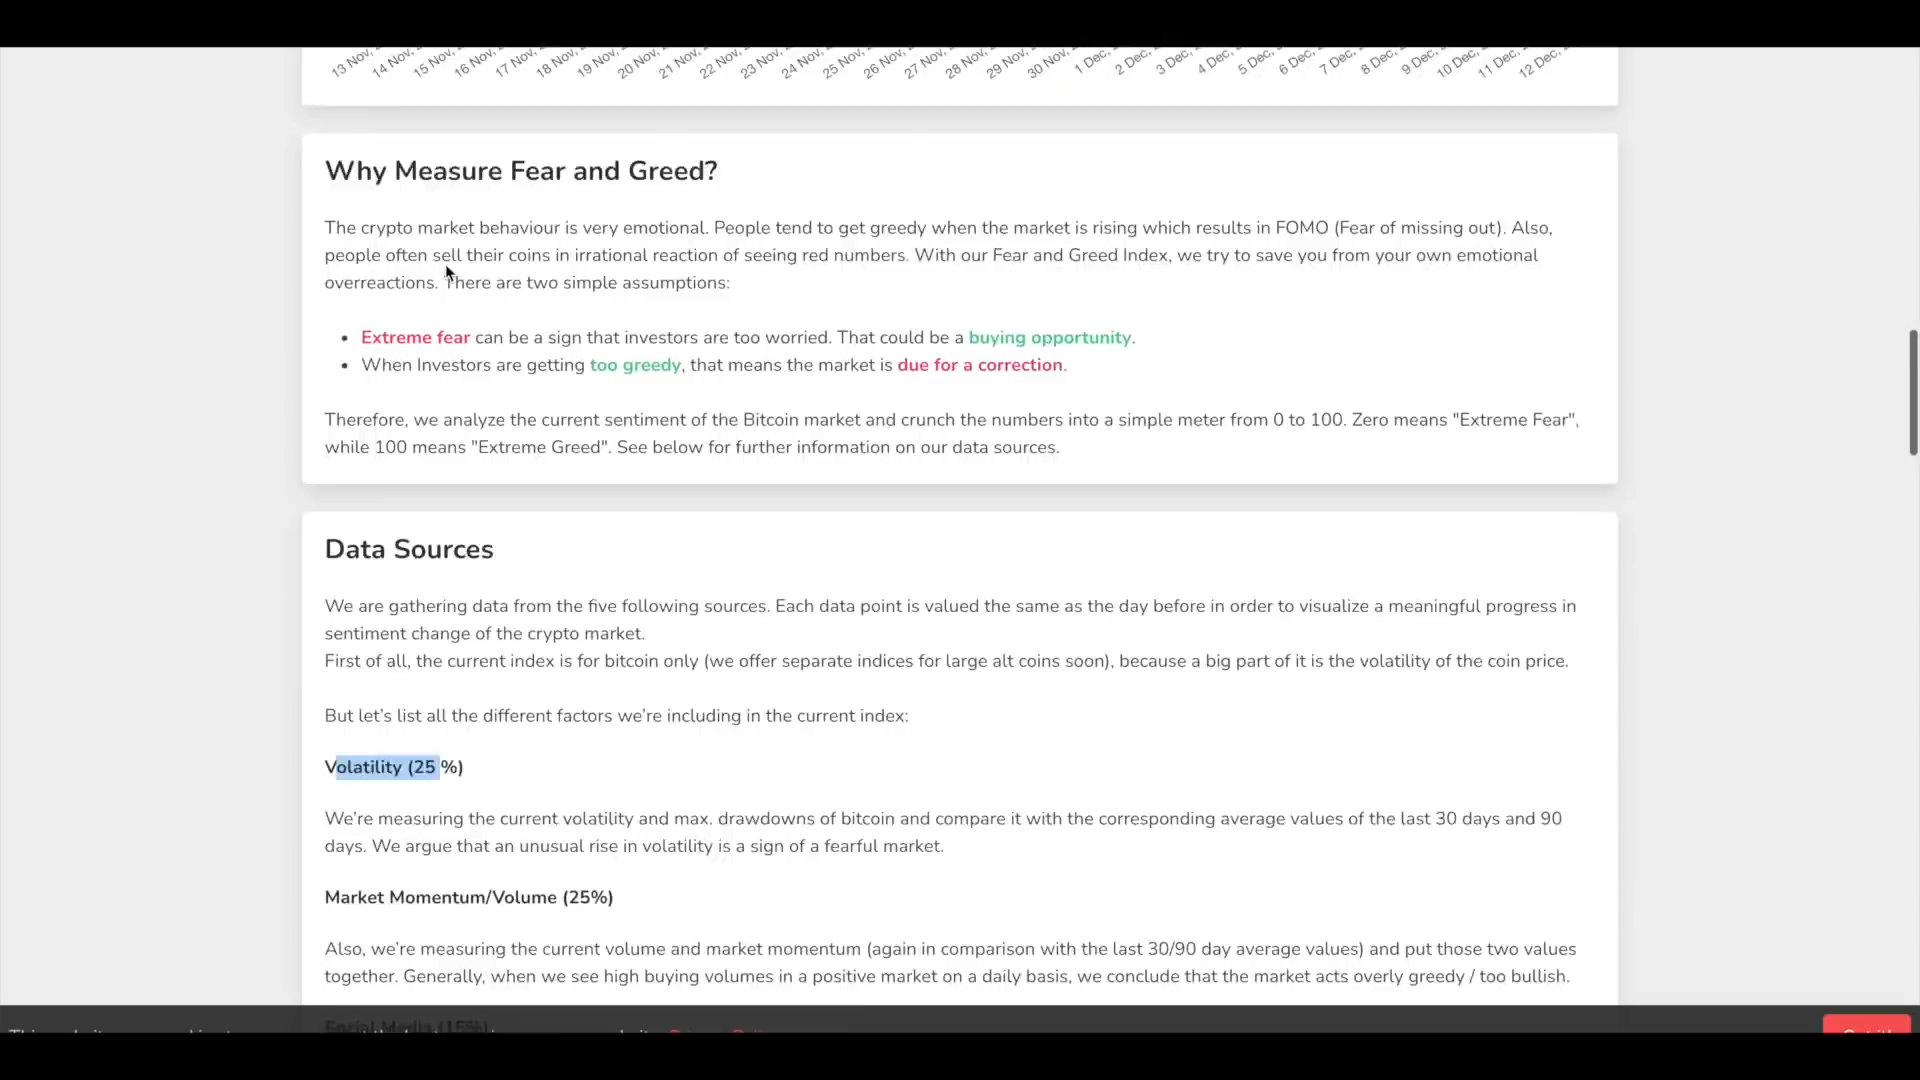 13 Nov, 14 Nov, 15 Nov, 16 Nov, 17 Nov, 18 Nov, 19 Nov, 20 Nov, 21 Nov, 22 Nov, 23 Nov, 24 Nov, 25 Nov, 26 Nov, 27 Nov, 28 Nov, 29 Nov, 30 Nov, 1 Dec, 2 Dec, 3 Dec, 4 Dec, 5 Dec, 6 Dec, 7 Dec, 8 Dec, 9 Dec, 10 Dec, 11 Dec, 12 Dec,
Why Measure Fear and Greed?
The crypto market behaviour is very emotional. People tend to get greedy when the market is rising which results in FOMO (Fear of missing out). Also,
people often sell their coins in irrational reaction of seeing red numbers. With our Fear and Greed Index, we try to save you from your own emotional
overreactions. There are two simple assumptions:
• Extreme fear can be a sign that investors are too worried. That could be a buying opportunity.
• When Investors are getting too greedy, that means the market is due for a correction.
Therefore, we analyze the current sentiment of the Bitcoin market and crunch the numbers into a simple meter from 0 to 100. Zero means "Extreme Fear",
while 100 means "Extreme Greed". See below for further information on our data sources.
Data Sources
We are gathering data from the five following sources. Each data point is valued the same as the day before in order to visualize a meaningful progress in
sentiment change of the crypto market.
First of all, the current index is for bitcoin only (we offer separate indices for large alt coins soon), because a big part of it is the volatility of the coin price.
But let’s list all the different factors we’re including in the current index:
Volatility (25 %)
We’re measuring the current volatility and max. drawdowns of bitcoin and compare it with the corresponding average values of the last 30 days and 90
days. We argue that an unusual rise in volatility is a sign of a fearful market.
Market Momentum/Volume (25%)
Also, we’re measuring the current volume and market momentum (again in comparison with the last 30/90 day average values) and put those two values
together. Generally, when we see high buying volumes in a positive market on a daily basis, we conclude that the market acts overly greedy / too bullish.
Social Media (15%)